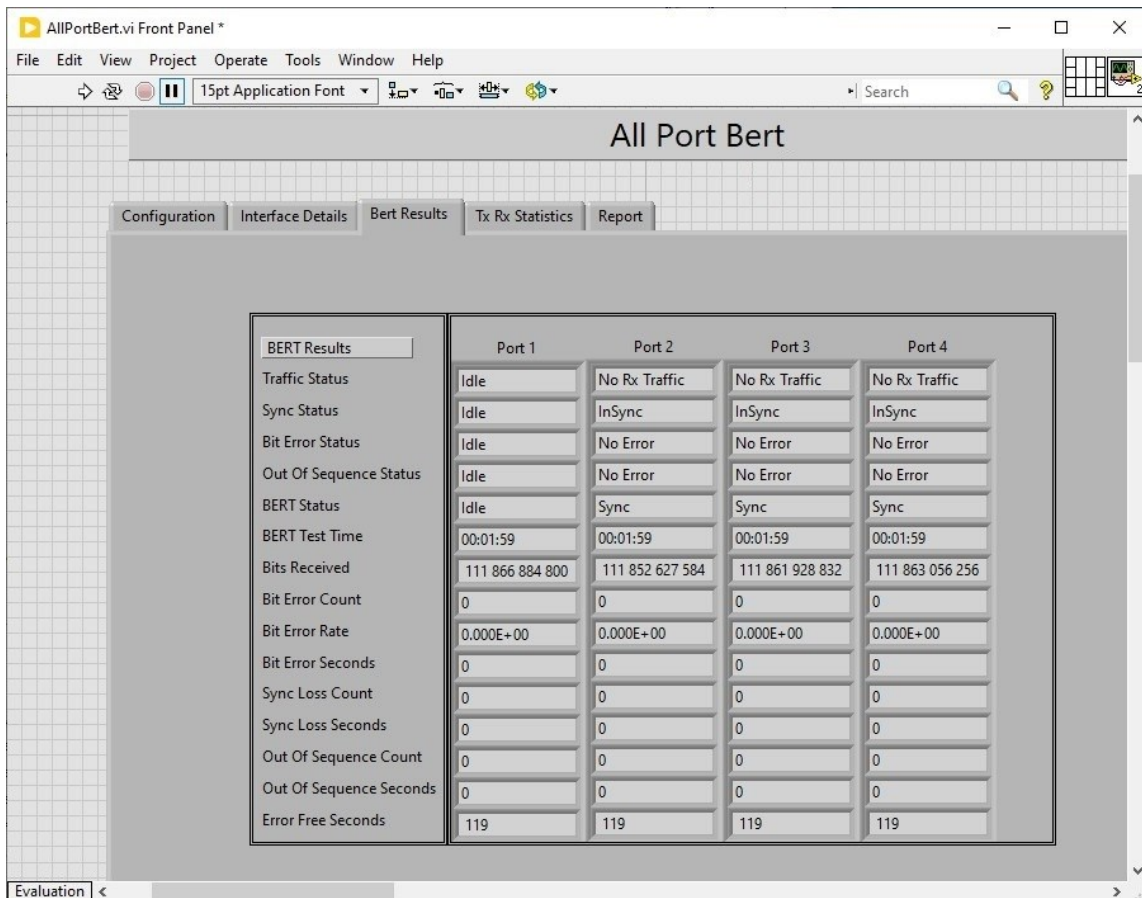 AllPortBert.vi Front Panel *
File Edit View Project Operate Tools Window Help
15pt Application Font Search 2
All Port Bert
Configuration Interface Details Bert Results Tx Rx Statistics Report
BERT Results Port 1 Port 2 Port 3 Port 4
Traffic Status Idle No Rx Traffic No Rx Traffic No Rx Traffic
Sync Status Idle InSync InSync InSync
Bit Error Status Idle No Error No Error No Error
Out Of Sequence Status Idle No Error No Error No Error
BERT Status Idle Sync Sync Sync
BERT Test Time 00:01:59 00:01:59 00:01:59 00:01:59
Bits Received 111 866 884 800 111 852 627 584 111 861 928 832 111 863 056 256
Bit Error Count 0 0 0 0
Bit Error Rate 0.000E+00 0.000E+00 0.000E+00 0.000E+00
Bit Error Seconds 0 0 0 0
Sync Loss Count 0 0 0 0
Sync Loss Seconds 0 0 0 0
Out Of Sequence Count 0 0 0 0
Out Of Sequence Seconds 0 0 0 0
Error Free Seconds 119 119 119 119
Evaluation